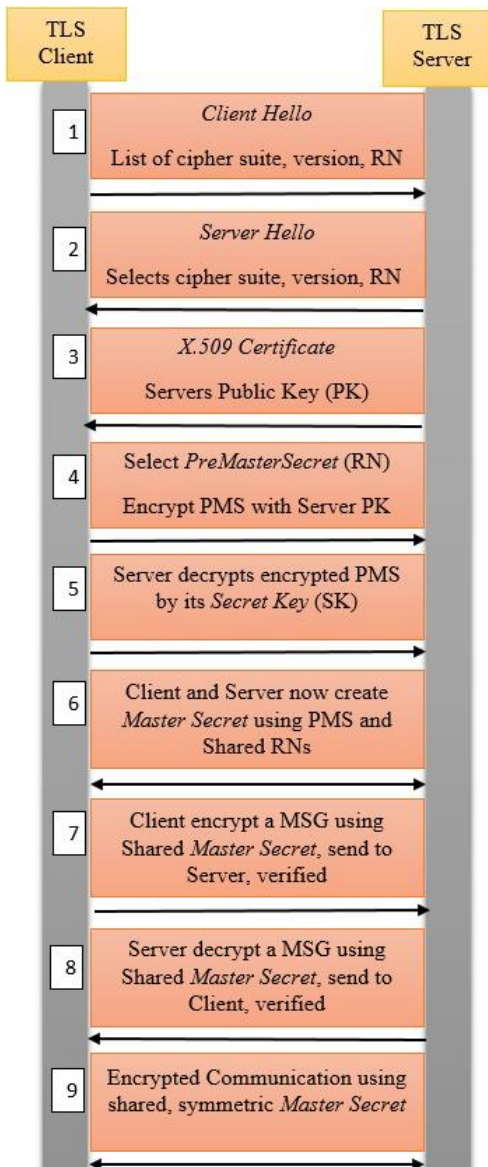 TLS
Client
TLS
Server
1
Client Hello
List of cipher suite, version, RN
2
Server Hello
Selects cipher suite, version, RN
3
X.509 Certificate
Servers Public Key (PK)
4
Select PreMasterSecret (RN)
Encrypt PMS with Server PK
5
Server decrypts encrypted PMS
by its Secret Key (SK)
6
Client and Server now create
Master Secret using PMS and
Shared RNs
7
Client encrypt a MSG using
Shared Master Secret, send to
Server, verified
8
Server decrypt a MSG using
Shared Master Secret, send to
Client, verified
9
Encrypted Communication using
shared, symmetric Master Secret